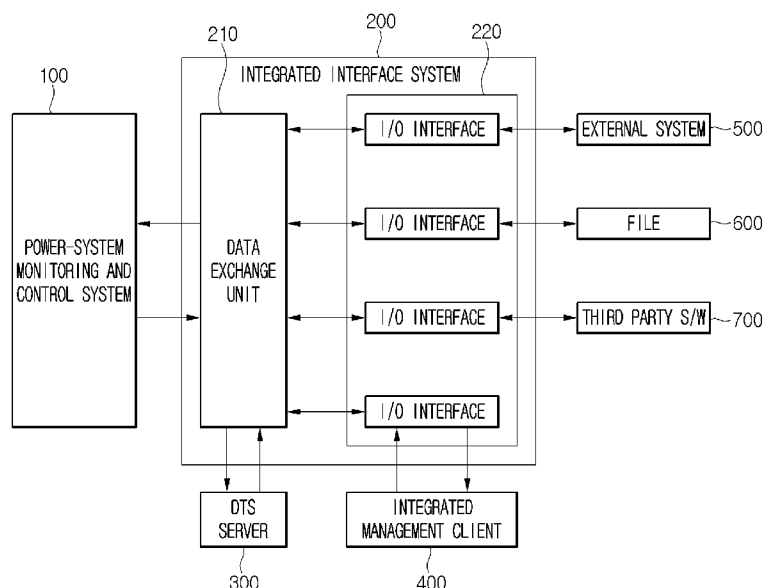 200
210
220
100
INTEGRATED INTERFACE SYSTEM
I/O INTERFACE
EXTERNAL SYSTEM
500
I/O INTERFACE
FILE
600
POWER-SYSTEM
MONITORING AND
CONTROL SYSTEM
DATA
EXCHANGE
UNIT
I/O INTERFACE
THIRD PARTY S/W
700
I/O INTERFACE
DTS
SERVER
INTEGRATED
MANAGEMENT CLIENT
300
400